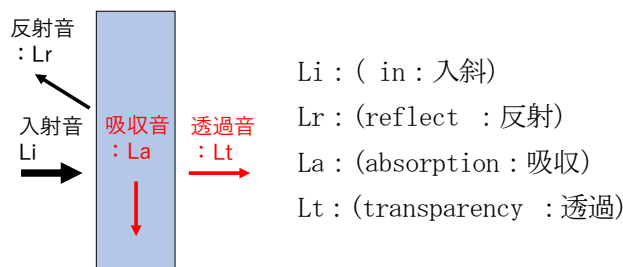 反射音
：Lr
入射音
Li
吸収音
：La
透過音
：Lt
Li：( in：入斜)
Lr：(reflect ：反射)
La：(absorption：吸収)
Lt：(transparency ：透過)